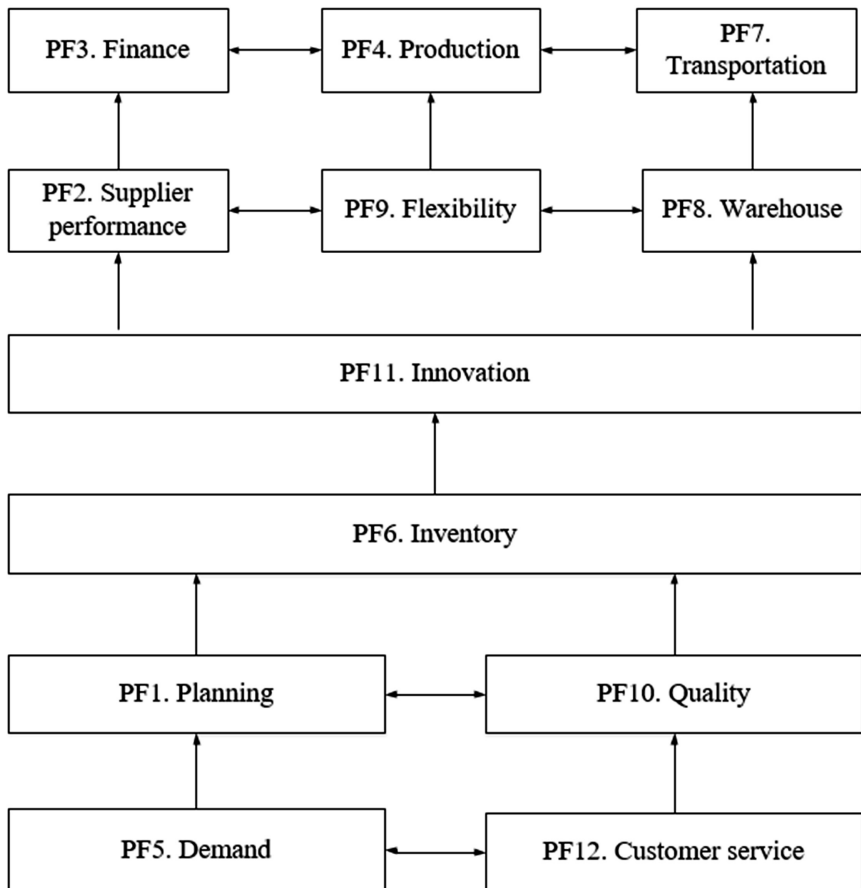 PF3. Finance
PF4. Production
PF7.
Transportation
PF2. Supplier
performance
PF9. Flexibility
PF8. Warehouse
PF11. Innovation
PF6. Inventory
PF1. Planning
PF10. Quality
PF5. Demand
PF12. Customer service